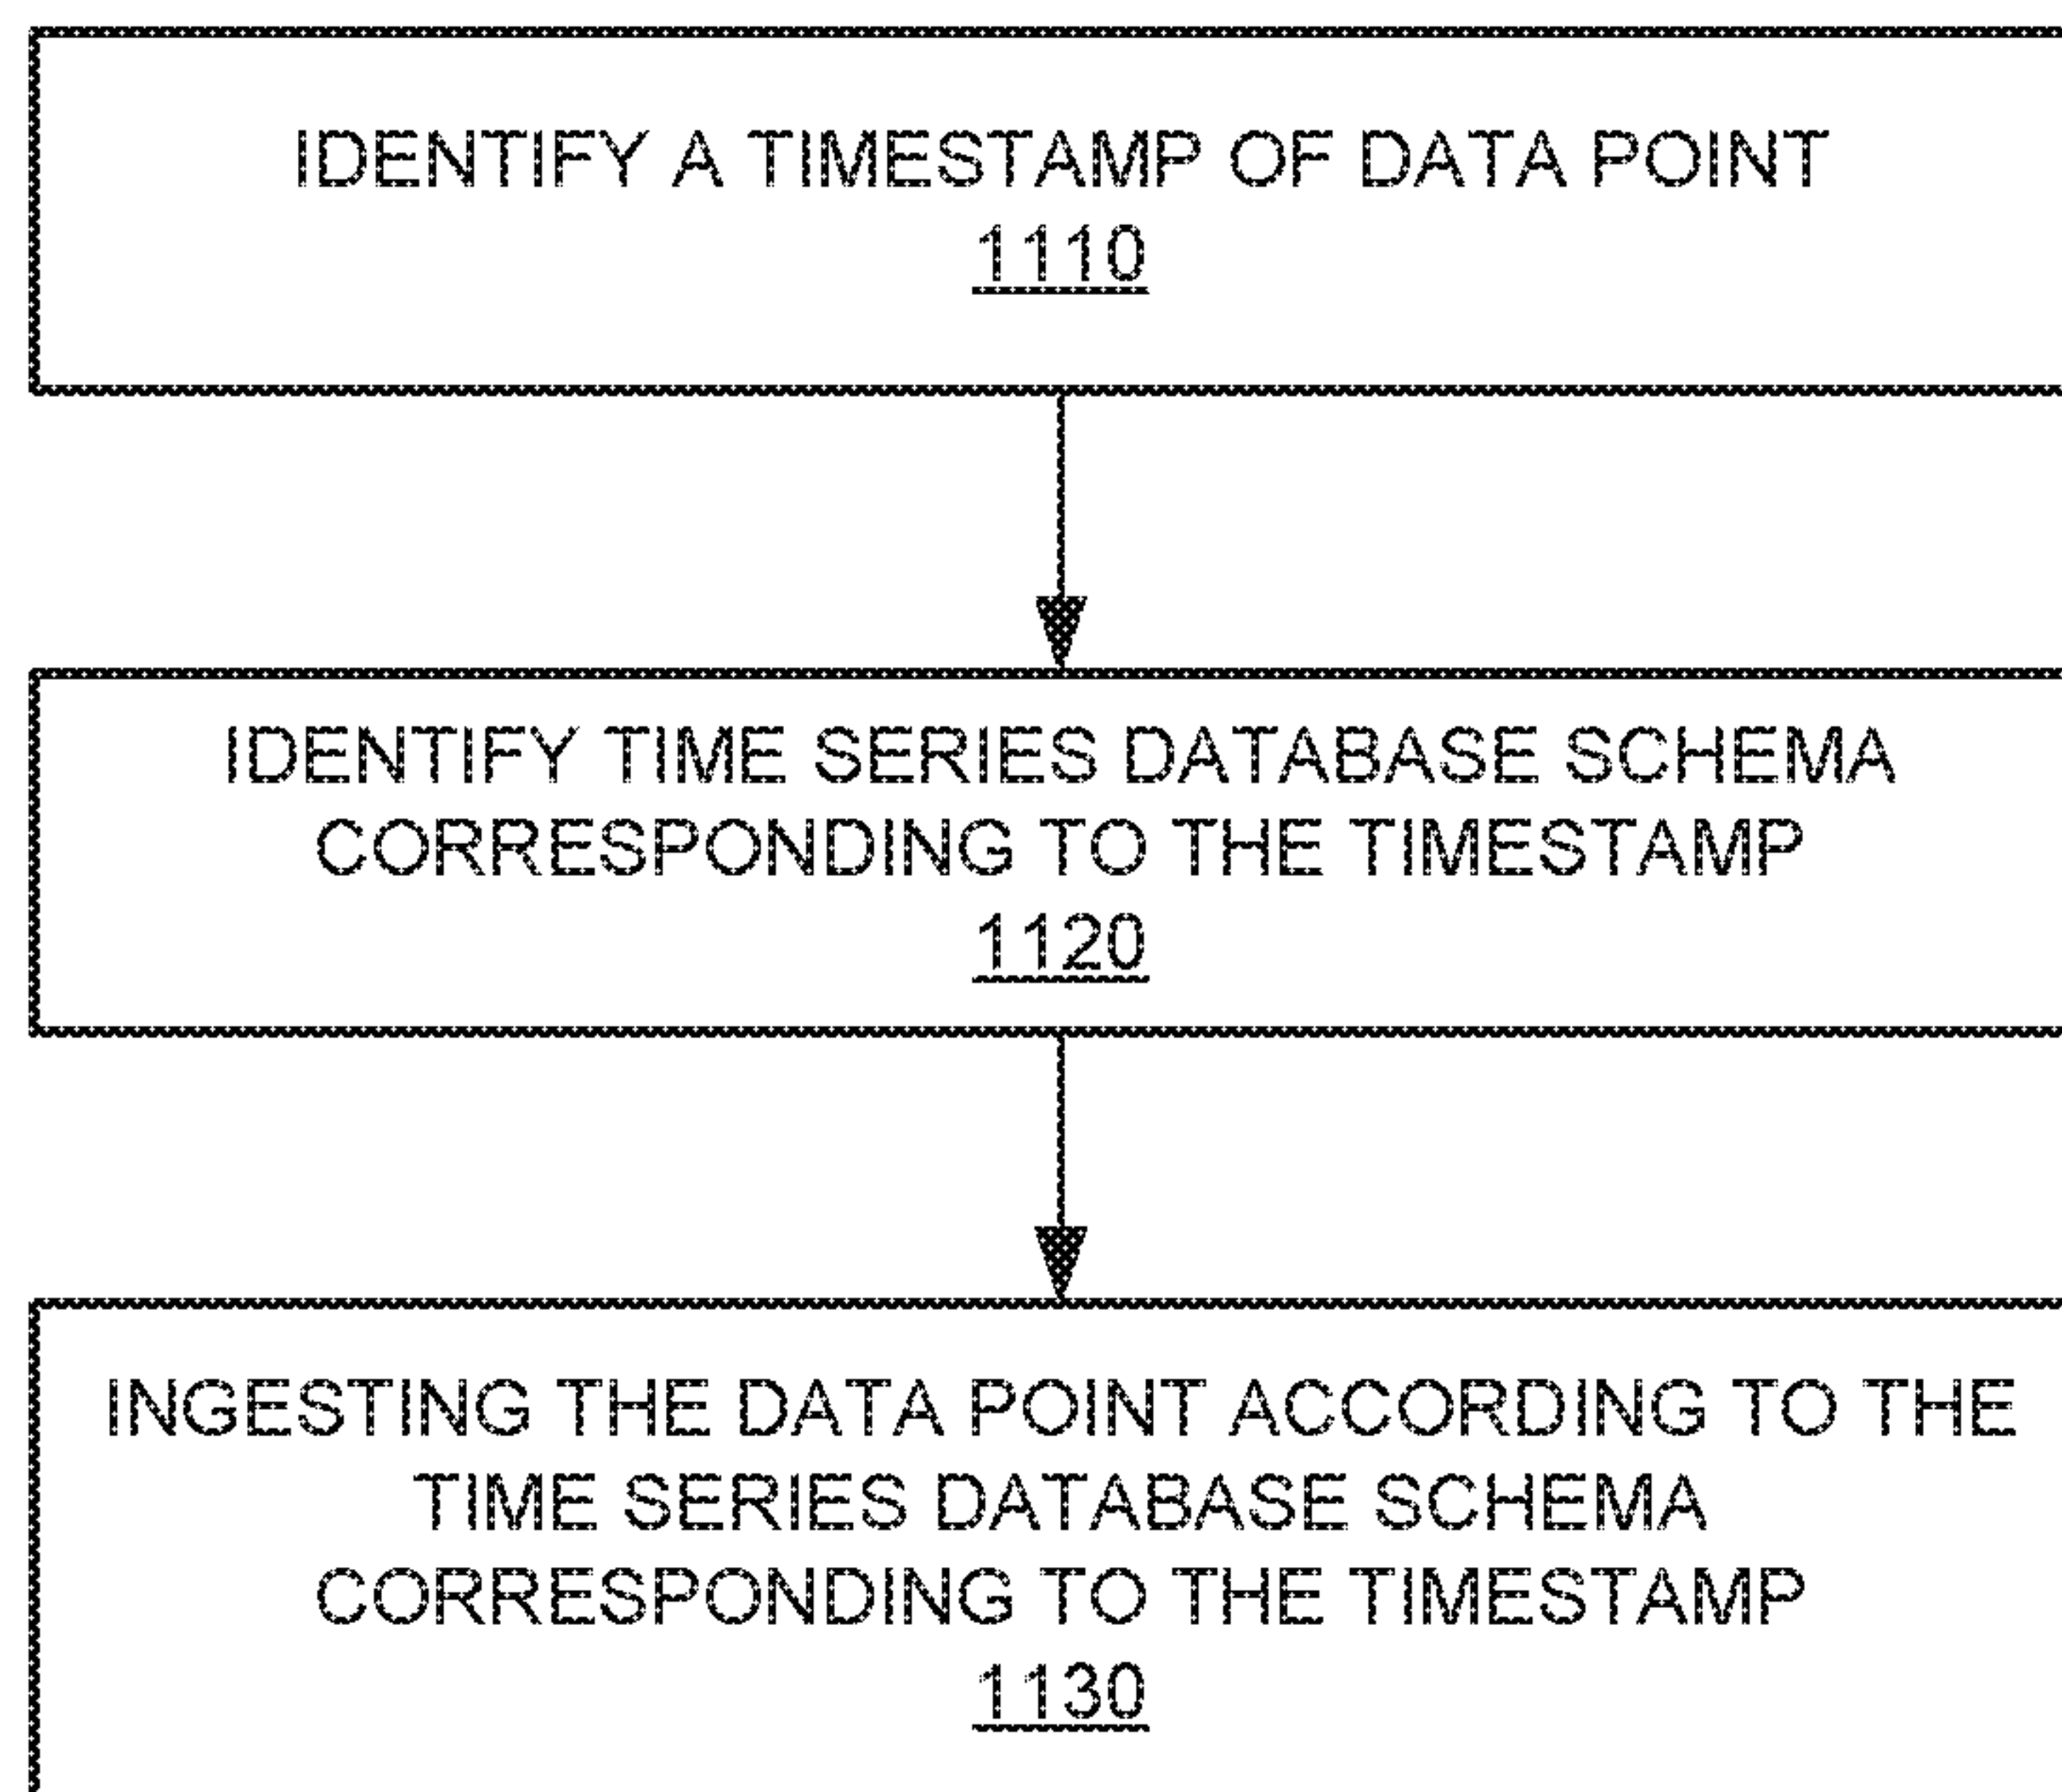 IDENTIFY A TIMESTAMP OF DATA POINT
1110
IDENTIFY TIME SERIES DATABASE SCHEMA
CORRESPONDING TO THE TIMESTAMP
1120
INGESTING THE DATA POINT ACCORDING TO THE
TIME SERIES DATABASE SCHEMA
CORRESPONDING TO THE TIMESTAMP
1130